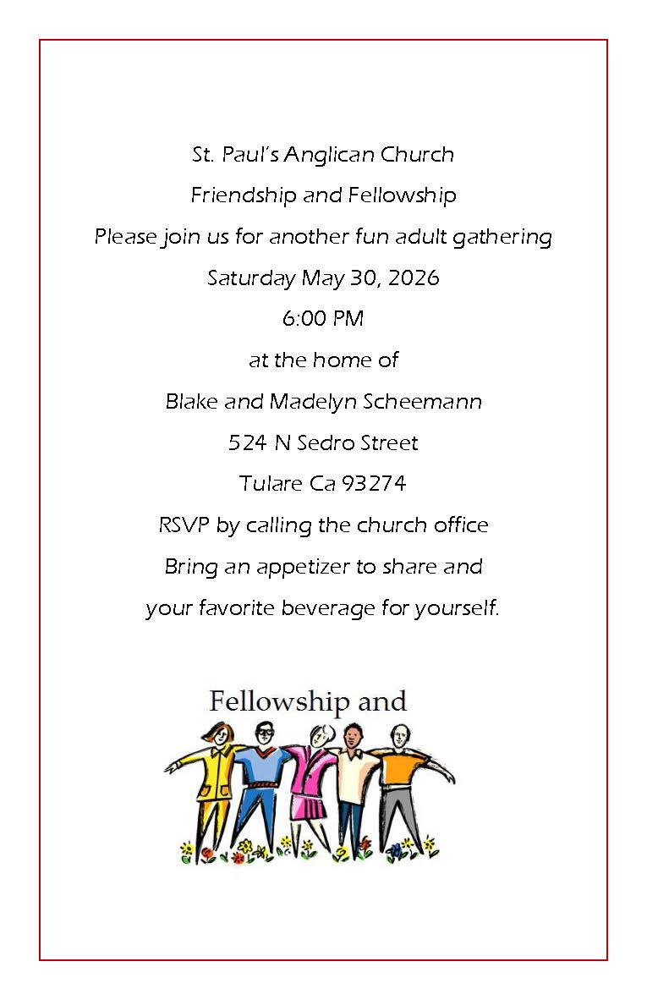 St. Paul's Anglican Church
Friendship and Fellowship
Please join us for another fun adult gathering
Saturday May 30, 2026
6:00 PM
at the home of
Blake and Madelyn Scheemann
524 N Sedro Street
Tulare Ca 93274
RSVP by calling the church office
Bring an appetizer to share and
your favorite beverage for yourself.
Fellowship and